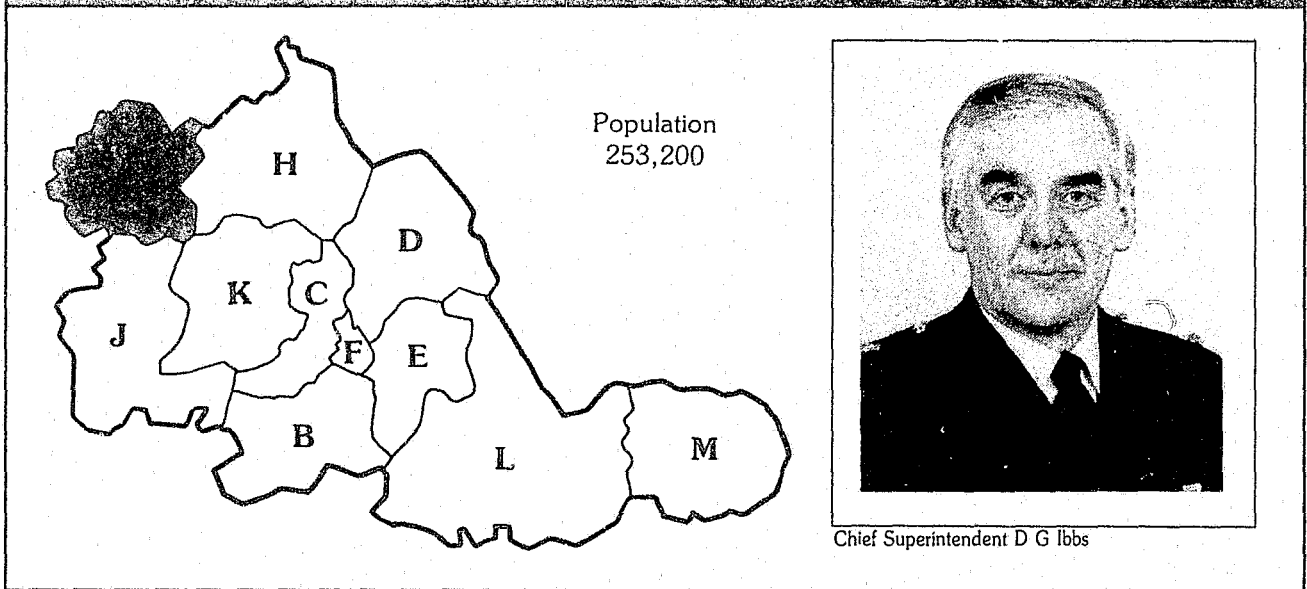 Population
253,200
H
D
K
C
J
F
E
B
L
M
Chief Superintendent D G Ibbs